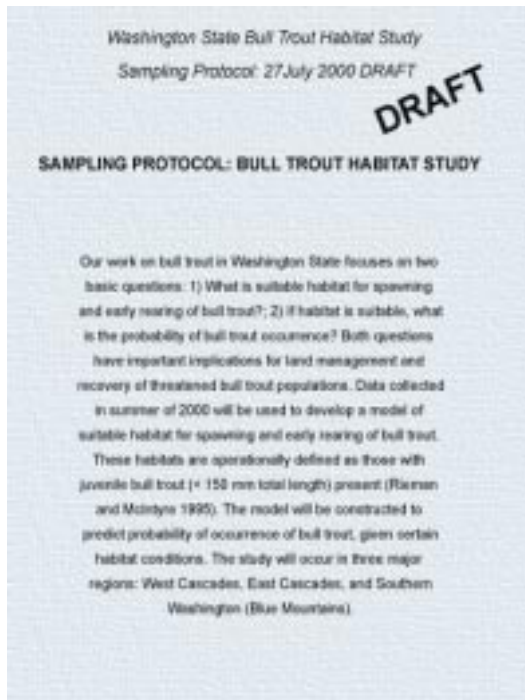 Washington State Bull Trout Habitat Study
Sampling Protocol: 27July 2000 DRAFT
DRAFT
SAMPLING PROTOCOL: BULL TROUT HABITAT STUDY
Our work on bull trout in Washington State focuses on two
basic questions: 1) What is suitable habitat for spawning
and early rearing of bull trout?; 2) If habitat is suitable, what
is the probability of bull trout occurrence? Both questions
have important implications for land management and
recovery of threatened bull trout populations. Data collected
in summer of 2000 will be used to develop a model of
suitable habitat for spawning and early rearing of bull trout.
These habitats are operationally defined as those with
juvenile bull trout (< 150 mm total length) present (Rieman
and McIntyre 1995). The model will be constructed to
predict probability of occurrence of bull trout, given certain
habitat conditions. The study will occur in three major
regions: West Cascades, East Cascades, and Southern
Washington (Blue Mountains).